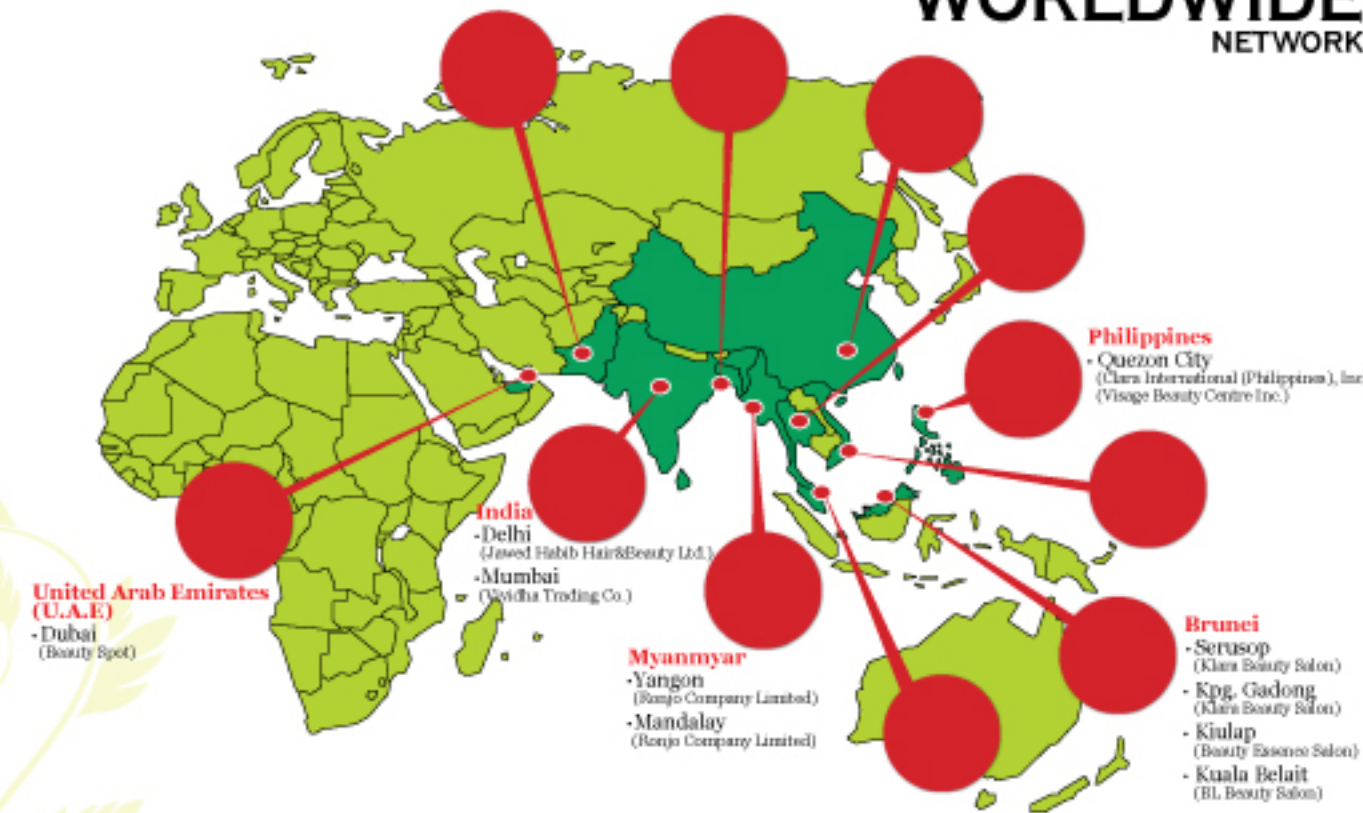 WORLDWIDE
NETWORK
Philippines
- Quezon City
(Clara International (Philippines), Inc
(Visage Beauty Centre Inc.)
India
-Delhi
(Jawed Habib Hair&Beauty Ltd.)
-Mumbai
(Vividha Trading Co.)
United Arab Emirates
(U.A.E)
-Dubai
(Beauty Spot)
Myanmyar
-Yangon
(Ronjo Company Limited)
-Mandalay
(Ronjo Company Limited)
Brunei
-Serusop
(Klara Beauty Salon)
- Kpg. Gadong
(Klara Beauty Salon)
- Kiulap
(Beauty Essence Salon)
- Kuala Belait
(BL Beauty Salon)